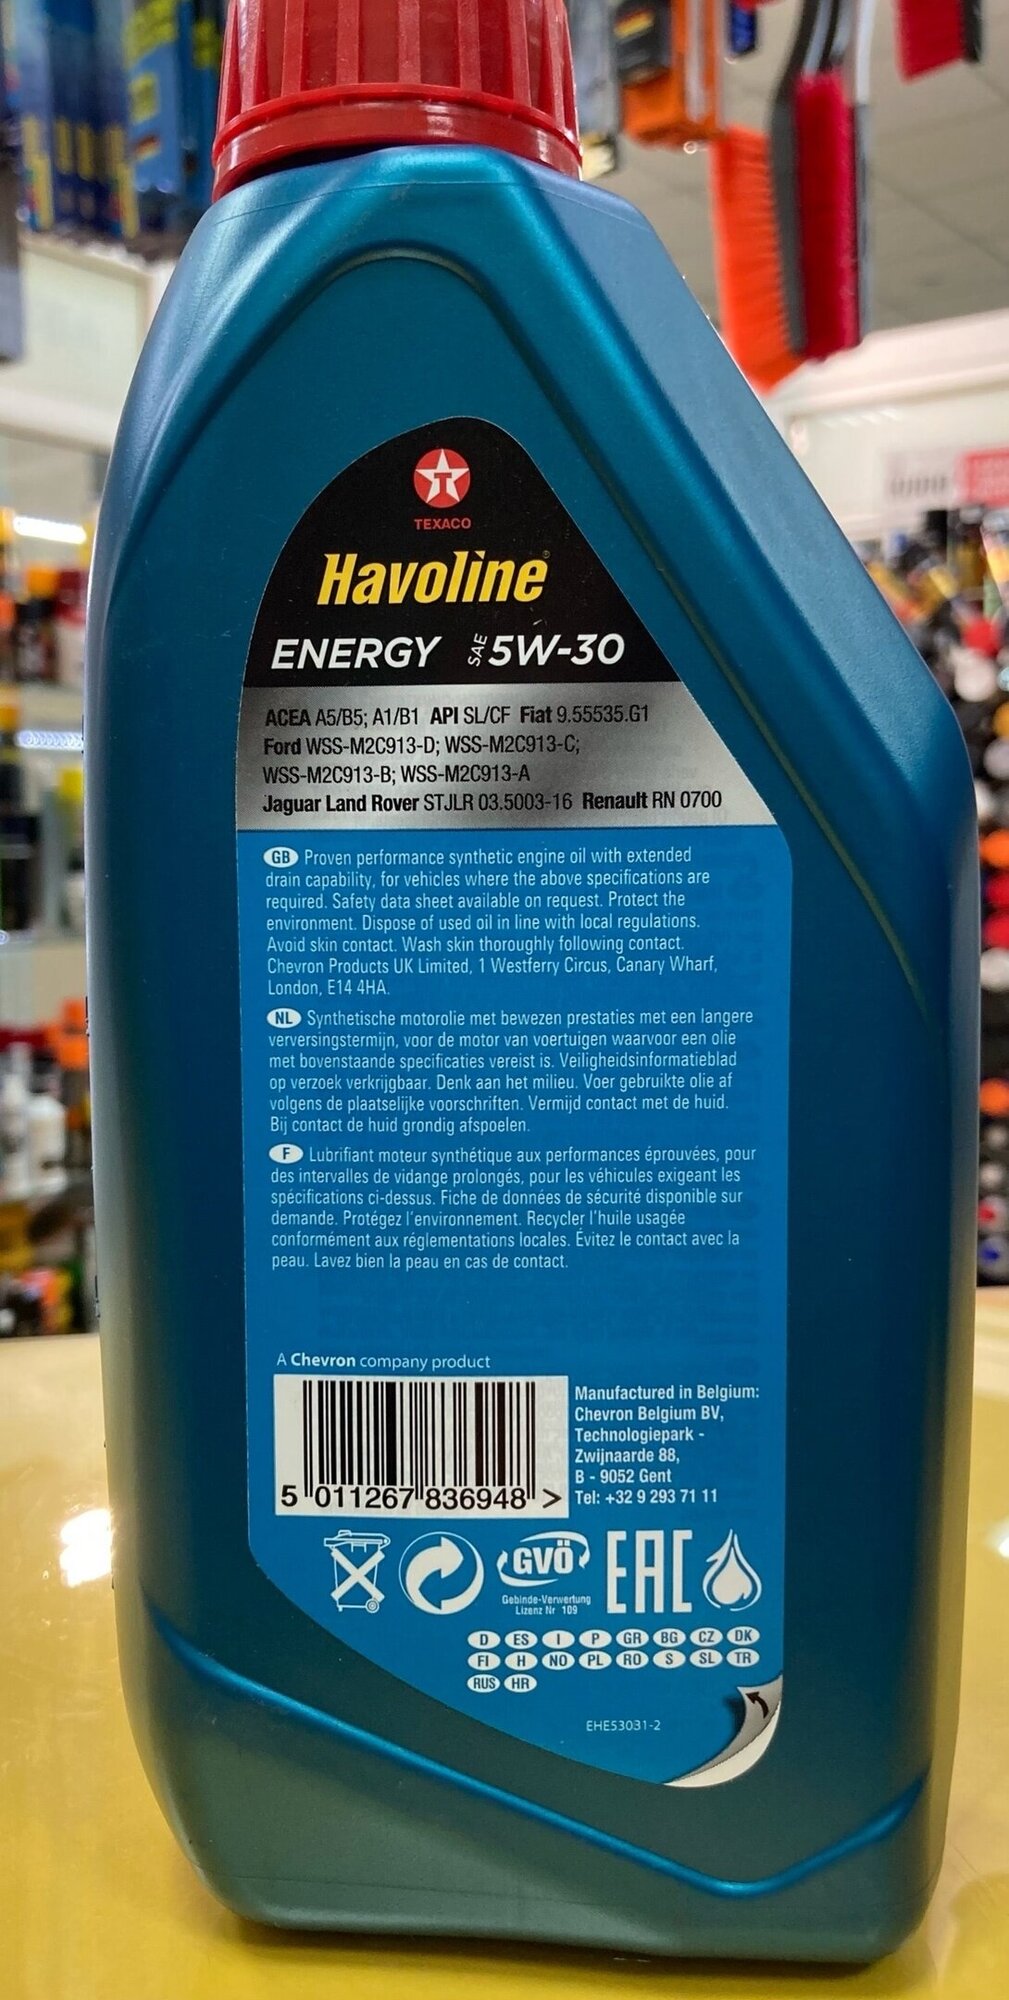 TEXACO
Havoline®
ENERGY SAE 5W-30
ACEA A5/B5; A1/B1 API SL/CF Fiat 9.55535.G1
Ford WSS-M2C913-D; WSS-M2C913-C;
WSS-M2C913-B; WSS-M2C913-A
Jaguar Land Rover STJLR 03.5003-16 Renault RN 0700
GB Proven performance synthetic engine oil with extended
drain capability, for vehicles where the above specifications are
required. Safety data sheet available on request. Protect the
environment. Dispose of used oil in line with local regulations.
Avoid skin contact. Wash skin thoroughly following contact.
Chevron Products UK Limited, 1 Westferry Circus, Canary Wharf,
London, E14 4HA.
NL Synthetische motorolie met bewezen prestaties met een langere
verversingstermijn, voor de motor van voertuigen waarvoor een olie
met bovenstaande specificaties vereist is. Veiligheidsinformatieblad
op verzoek verkrijgbaar. Denk aan het milieu. Voer gebruikte olie af
volgens de plaatselijke voorschriften. Vermijd contact met de huid.
Bij contact de huid grondig afspoelen.
F Lubrifiant moteur synthétique aux performances éprouvées, pour
des intervalles de vidange prolongés, pour les véhicules exigeant les
spécifications ci-dessus. Fiche de données de sécurité disponible sur
demande. Protégez l'environnement. Recycler l'huile usagée
conformément aux réglementations locales. Évitez le contact avec la
peau. Lavez bien la peau en cas de contact.
A Chevron company product
5 011267 836948 >
Manufactured in Belgium:
Chevron Belgium BV,
Technologiepark -
Zwijnaarde 88,
B - 9052 Gent
Tel: +32 9 293 71 11
GVÖ
Gebinde-Verwertung
Lizenz Nr 109
EAC
D ES I P GR BG CZ DK
FI H NO PL RO S SL TR
RUS HR
EHE53031-2